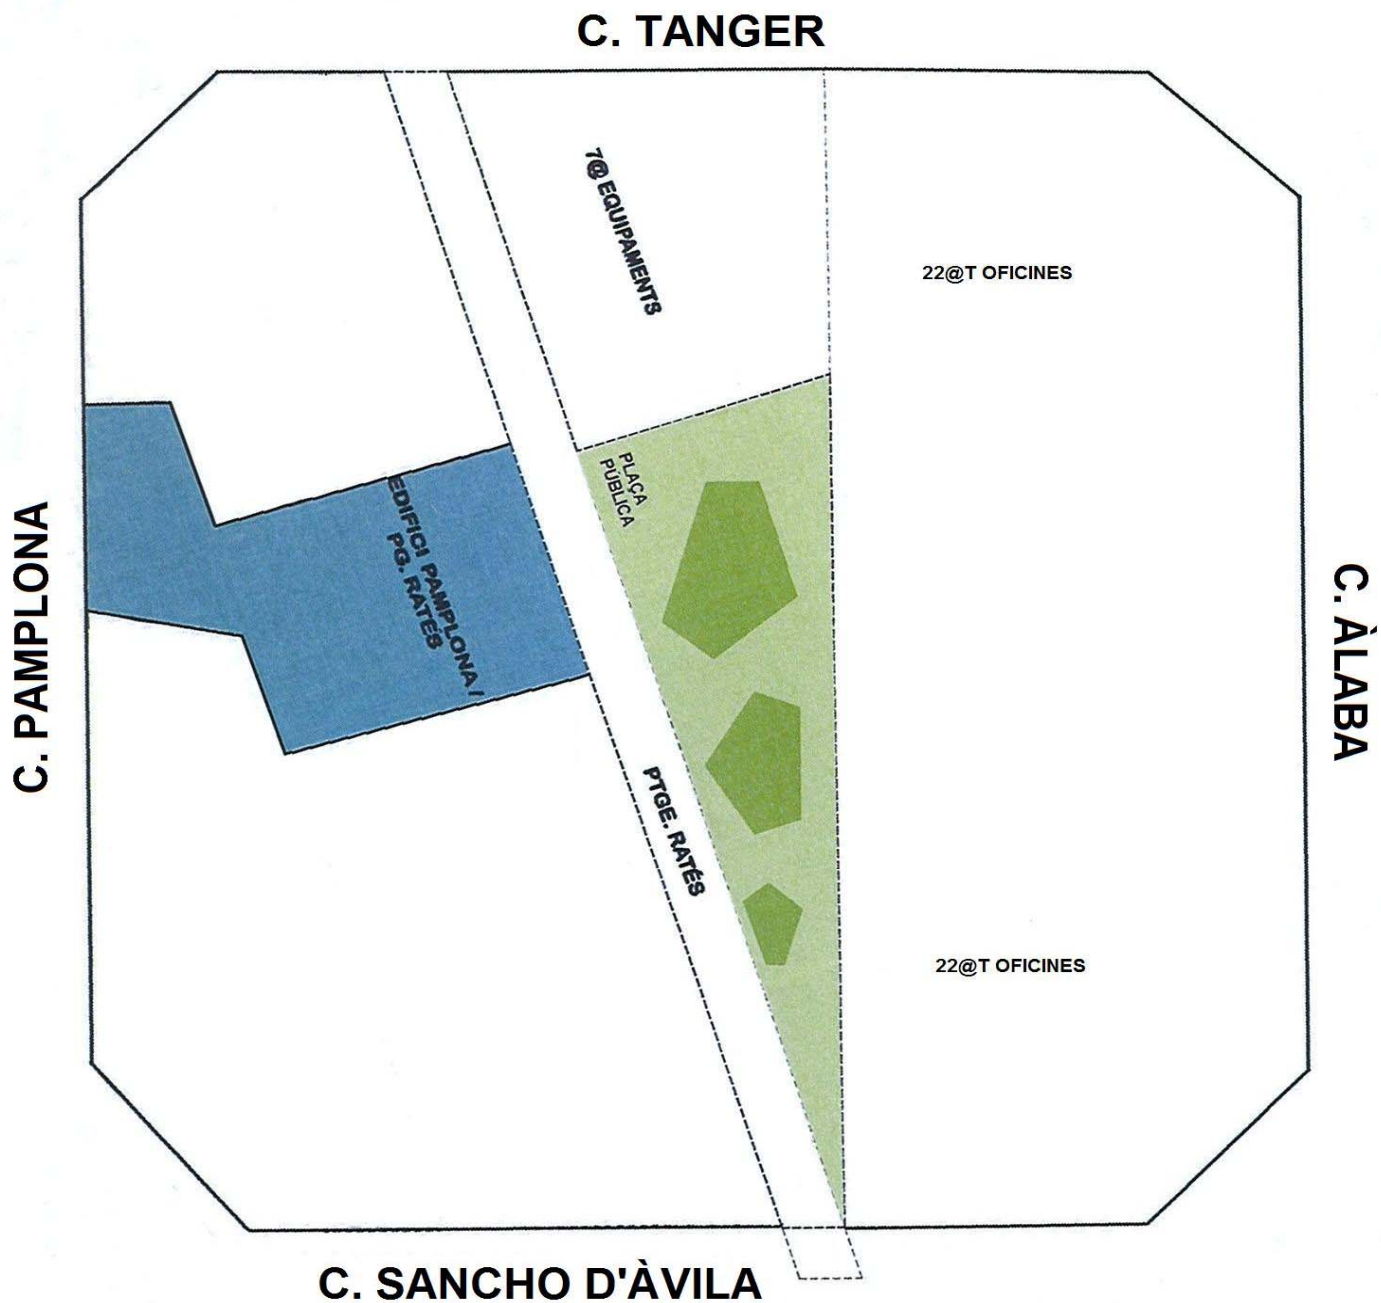 C. TANGER
7@ EQUIPAMENTS
22@T OFICINES
PLAÇA
PÚBLICA
EDIFICI PAMPLONA /
PG. RATÉS
C. PAMPLONA
C. ÀLABA
PTGE. RATÉS
22@T OFICINES
C. SANCHO D'ÀVILA